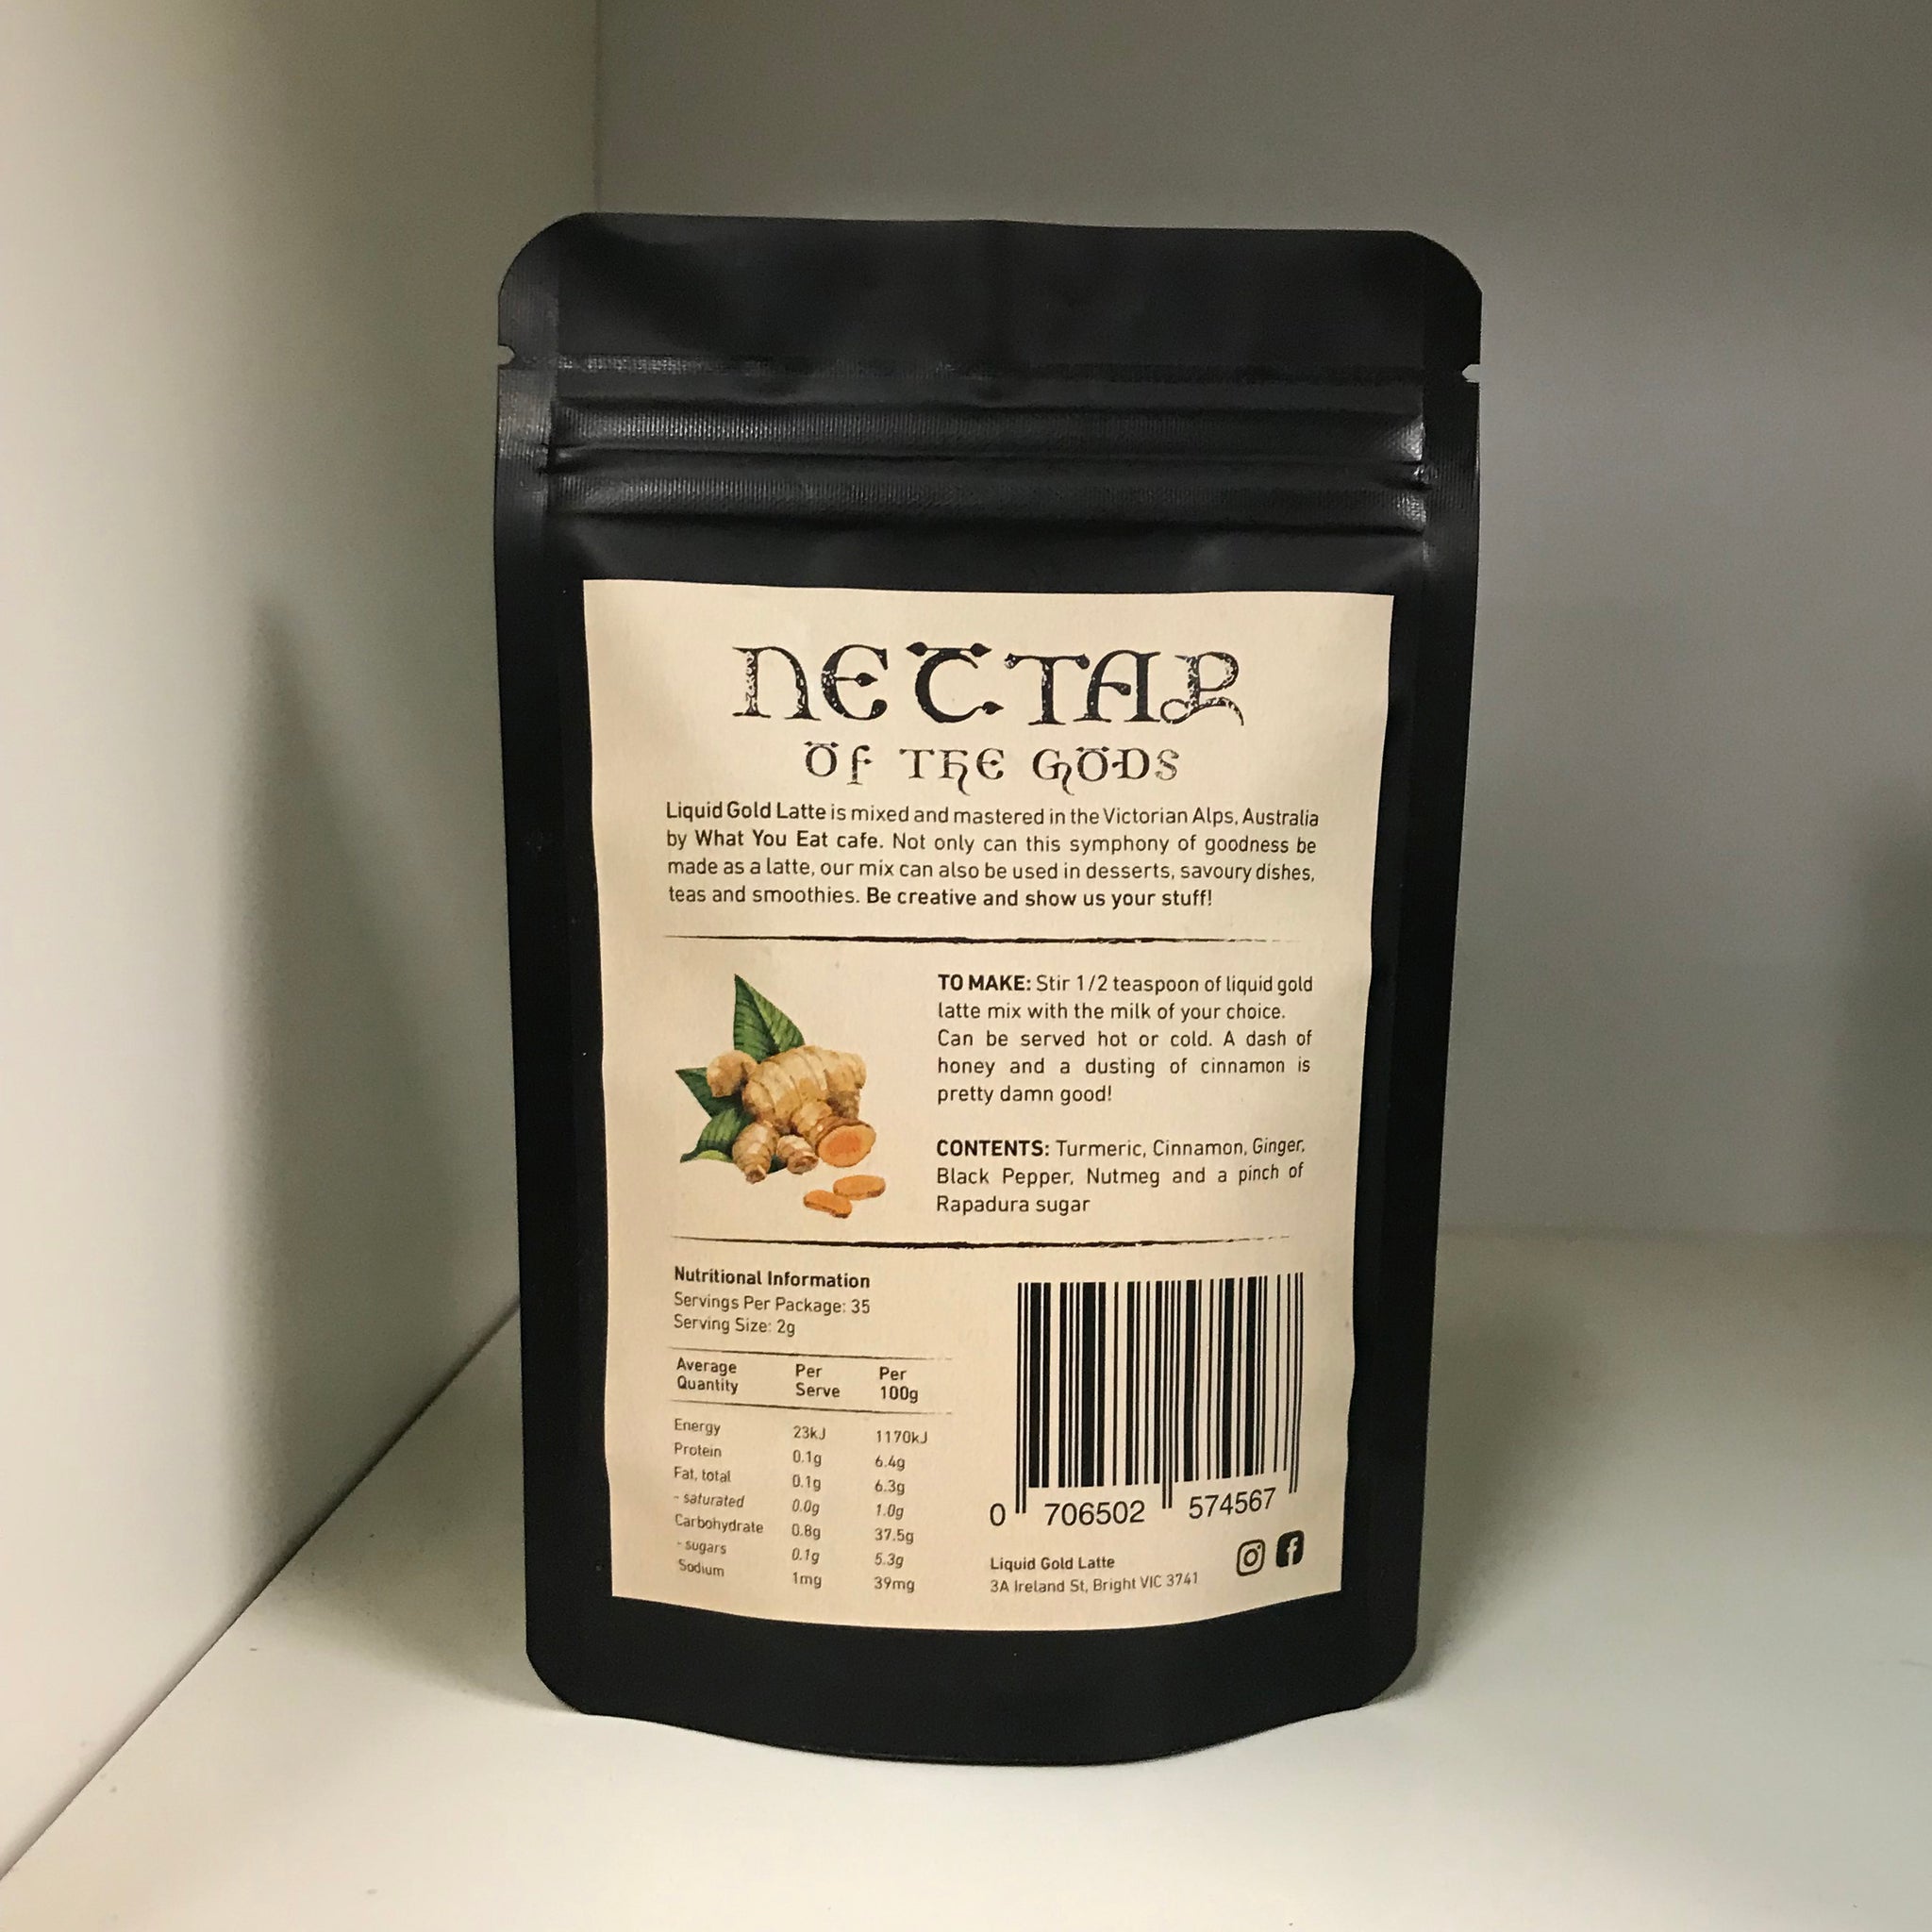 NECTAR
OF THE GODS
Liquid Gold Latte is mixed and mastered in the Victorian Alps, Australia
by What You Eat cafe. Not only can this symphony of goodness be
made as a latte, our mix can also be used in desserts, savoury dishes,
teas and smoothies. Be creative and show us your stuff!
TO MAKE: Stir 1/2 teaspoon of liquid gold
latte mix with the milk of your choice.
Can be served hot or cold. A dash of
honey and a dusting of cinnamon is
pretty damn good!
CONTENTS: Turmeric, Cinnamon, Ginger,
Black Pepper, Nutmeg and a pinch of
Rapadura sugar
Nutritional Information
Servings Per Package: 35
Serving Size: 2g
Average Quantity Per Serve Per 100g
Energy 23kJ 1170kJ
Protein 0.1g 6.4g
Fat, total 0.1g 6.3g
- saturated 0.0g 1.0g
Carbohydrate 0.8g 37.5g
- sugars 0.1g 5.3g
Sodium 1mg 39mg
0 706502 574567
Liquid Gold Latte
3A Ireland St, Bright VIC 3741